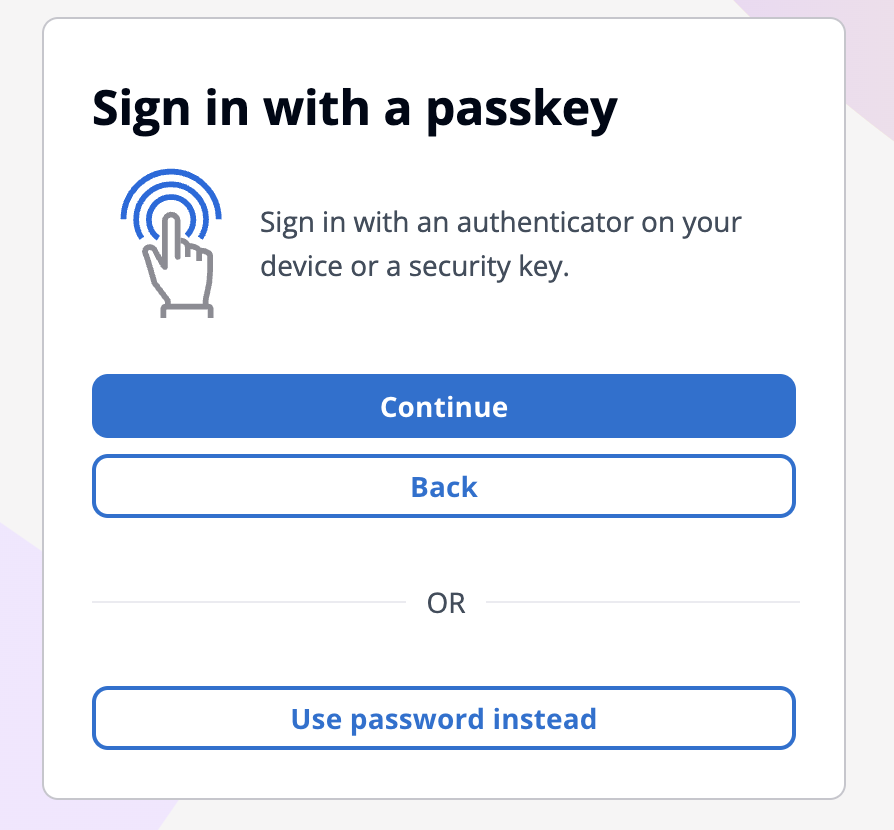 Sign in with a passkey
Sign in with an authenticator on your
device or a security key.
Continue
Back
OR
Use password instead